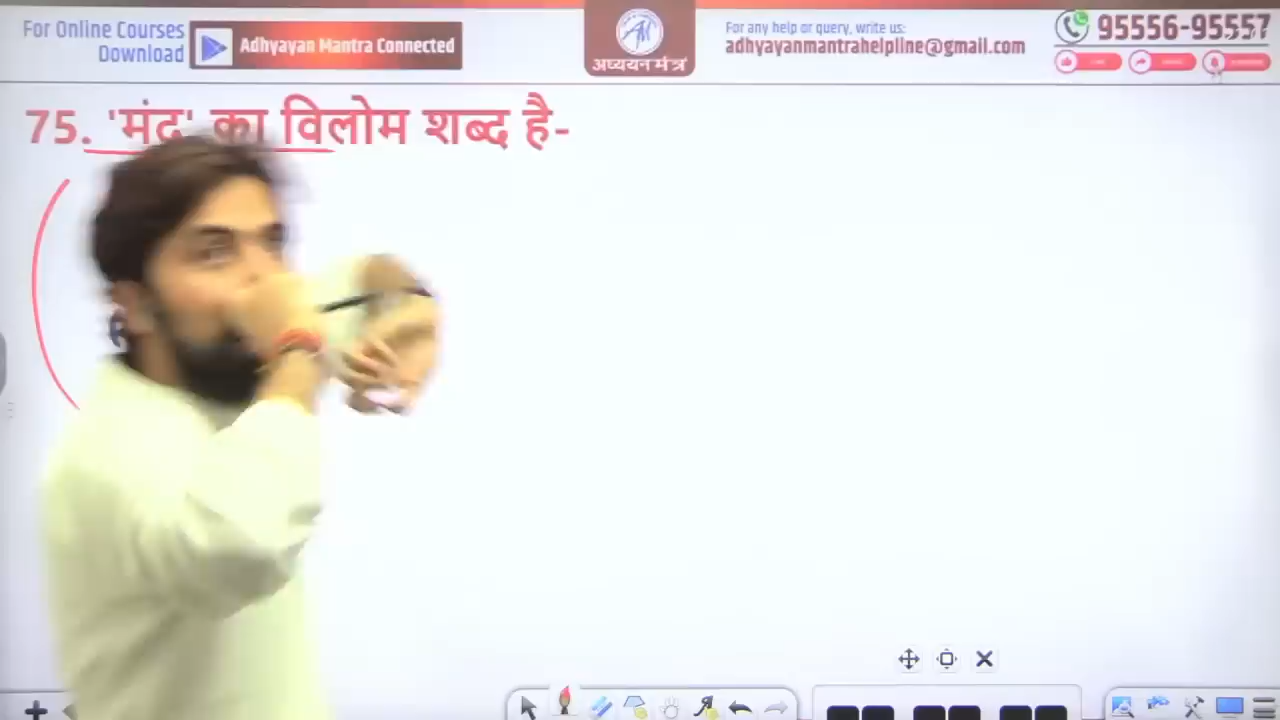 For Online Courses
Download
Adhyayan Mantra Connected
अध्ययन मंत्र
For any help or query, write us:
adhyayanmantrahelpline@gmail.com
95556-95557
75. 'मंद' का विलोम शब्द है-